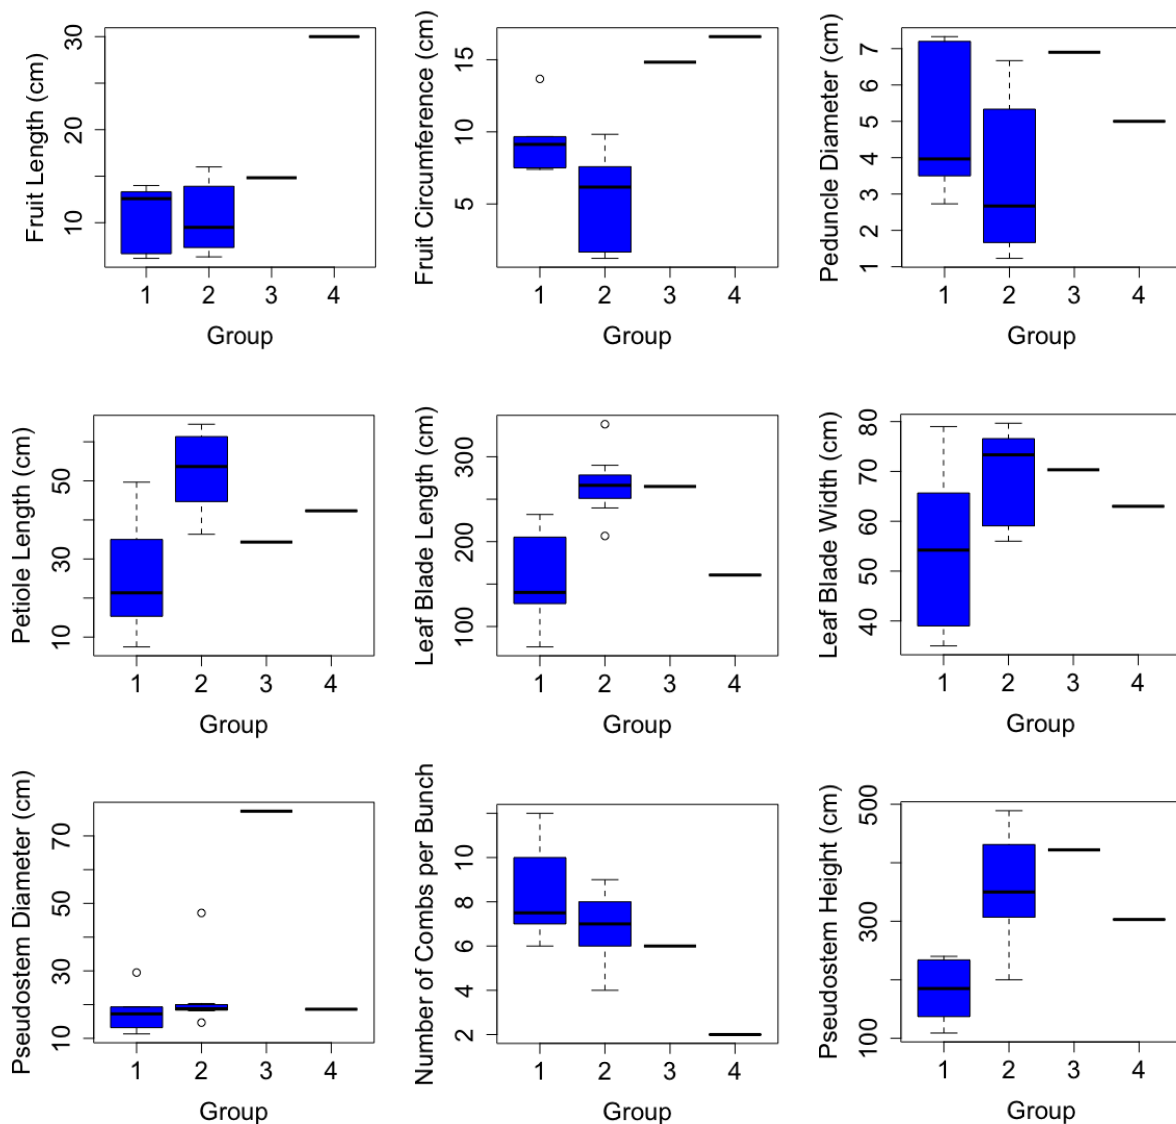 Fruit Length (cm)
30
20
10
1 2 3 4
Group
Fruit Circumference (cm)
15
10
5
1 2 3 4
Group
Peduncle Diameter (cm)
7
6
5
4
3
2
1
1 2 3 4
Group
Petiole Length (cm)
50
30
10
1 2 3 4
Group
Leaf Blade Length (cm)
300
200
100
1 2 3 4
Group
Leaf Blade Width (cm)
80
70
60
50
40
1 2 3 4
Group
Pseudostem Diameter (cm)
70
50
30
10
1 2 3 4
Group
Number of Combs per Bunch
10
8
6
4
2
1 2 3 4
Group
Pseudostem Height (cm)
500
300
100
1 2 3 4
Group